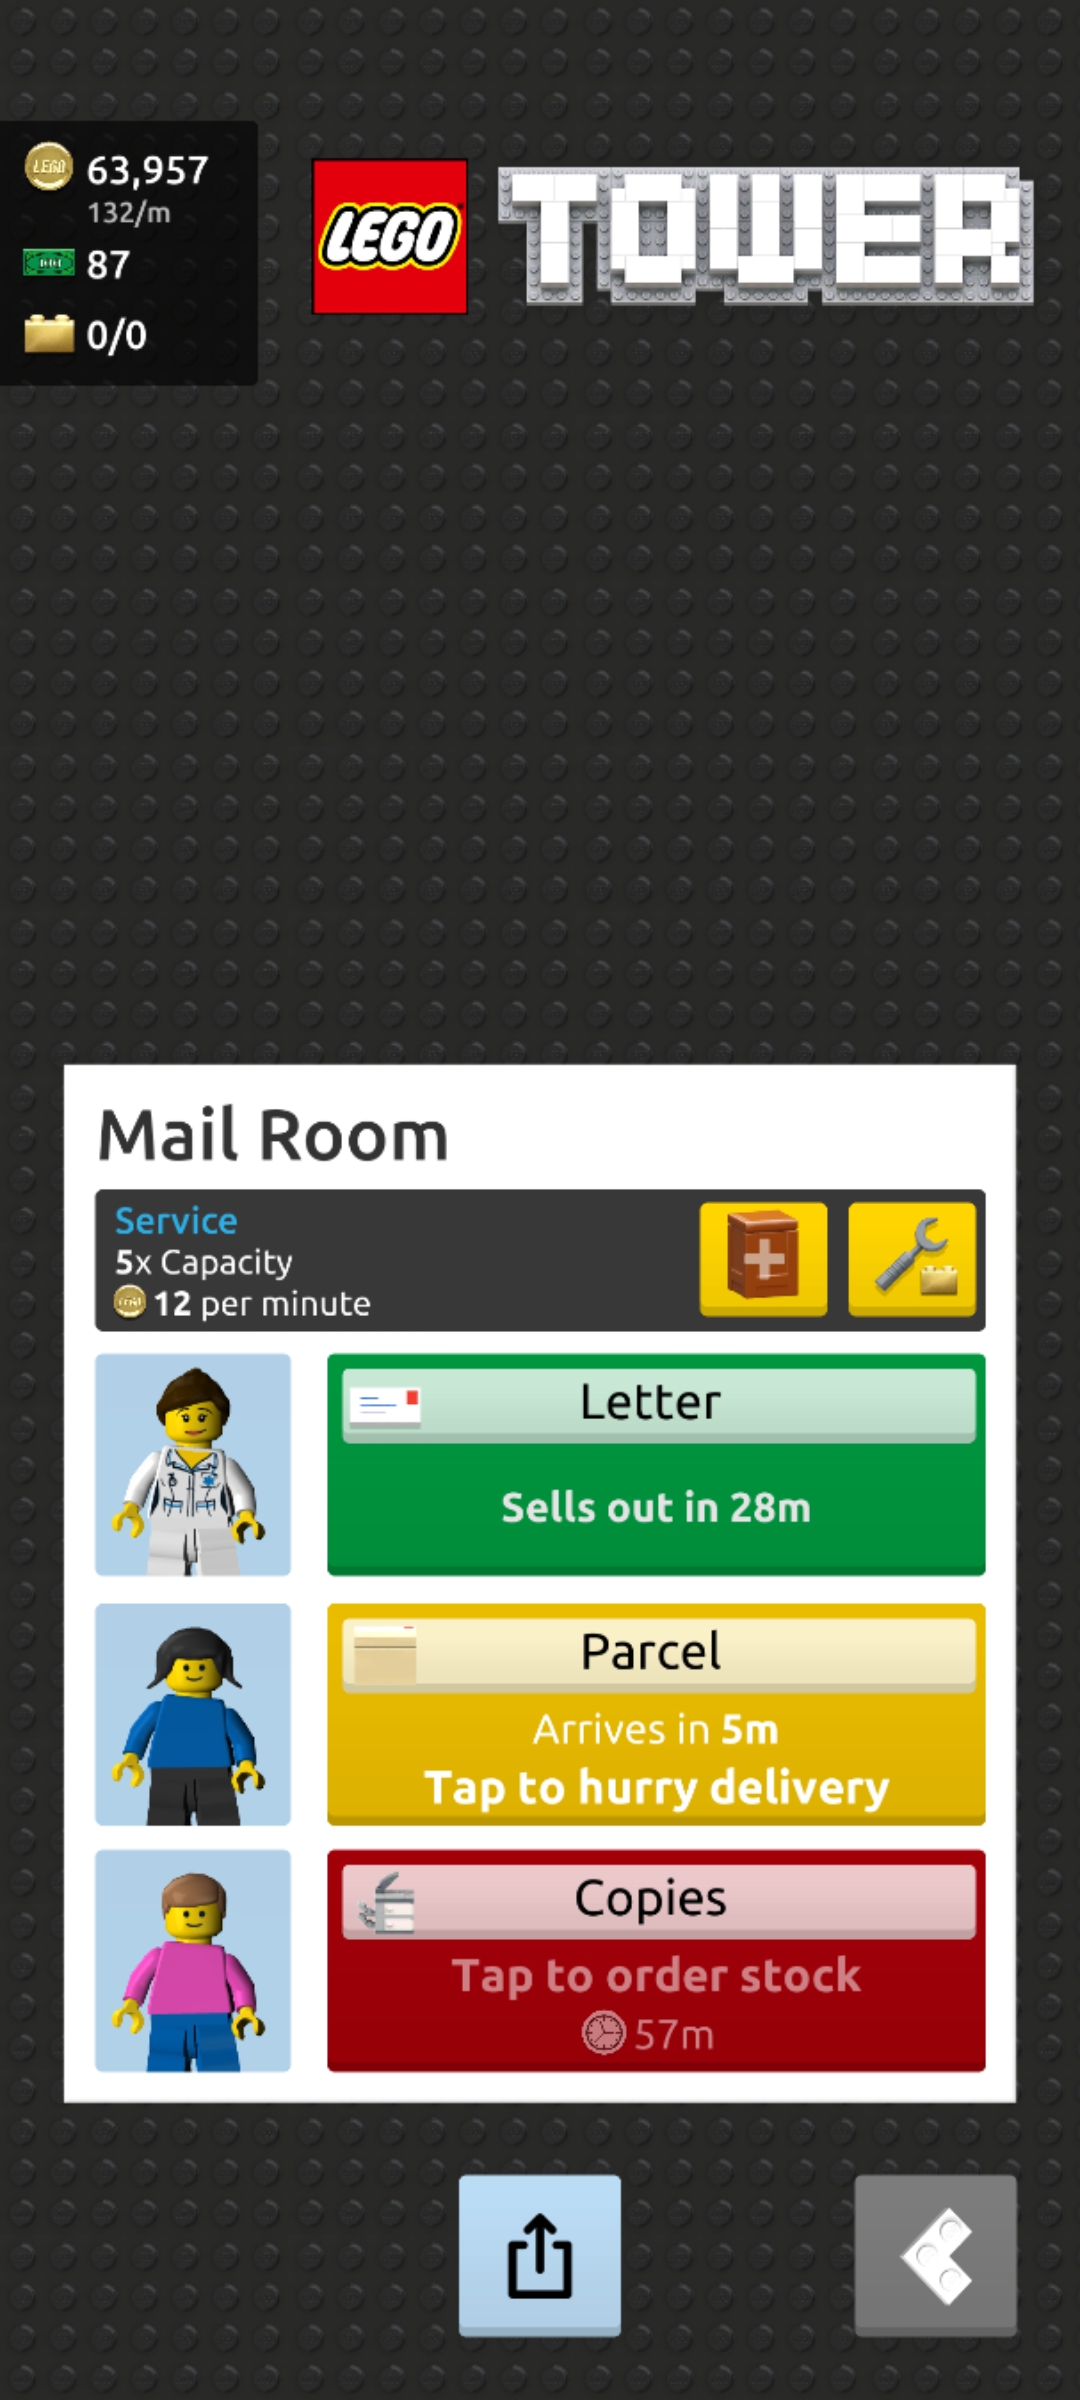 63,957
132/m
87
0/0
LEGO TOWER
Mail Room
Service
5x Capacity
12 per minute
Letter
Sells out in 28m
Parcel
Arrives in 5m
Tap to hurry delivery
Copies
Tap to order stock
57m